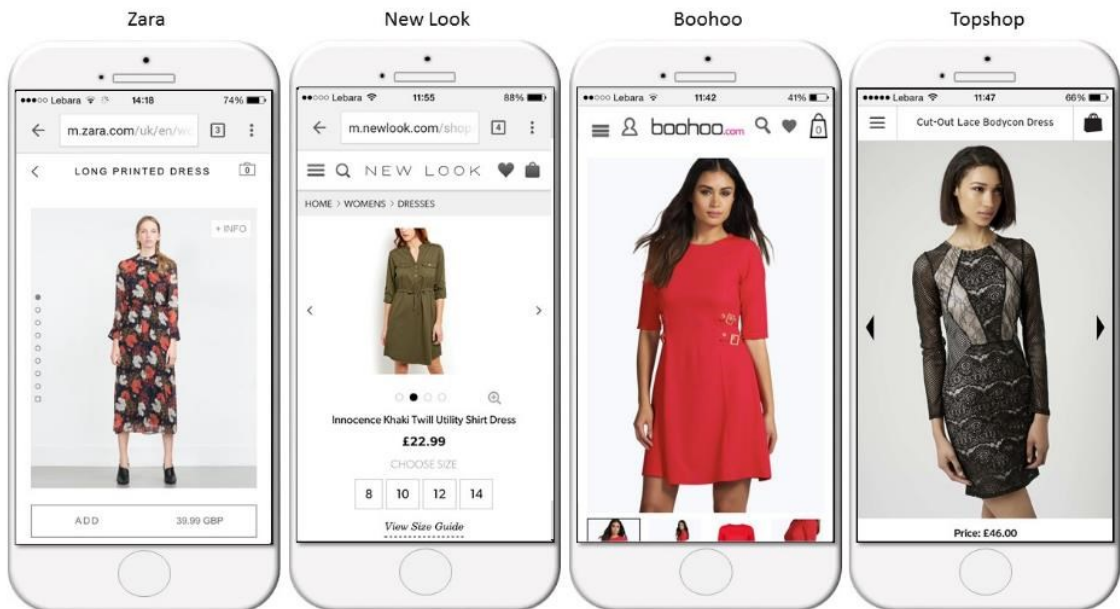 Zara
Lebara 14:18 74%
m.zara.com/uk/en/wo 3
LONG PRINTED DRESS 0
+ INFO
ADD 39.99 GBP
New Look
Lebara 11:55 88%
m.newlook.com/shop 4
NEW LOOK
HOME > WOMENS > DRESSES
Innocence Khaki Twill Utility Shirt Dress
£22.99
CHOOSE SIZE
8 10 12 14
View Size Guide
Boohoo
Lebara 11:42 41%
boohoo.com 0
Topshop
Lebara 11:47 66%
Cut-Out Lace Bodycon Dress
Price: £46.00